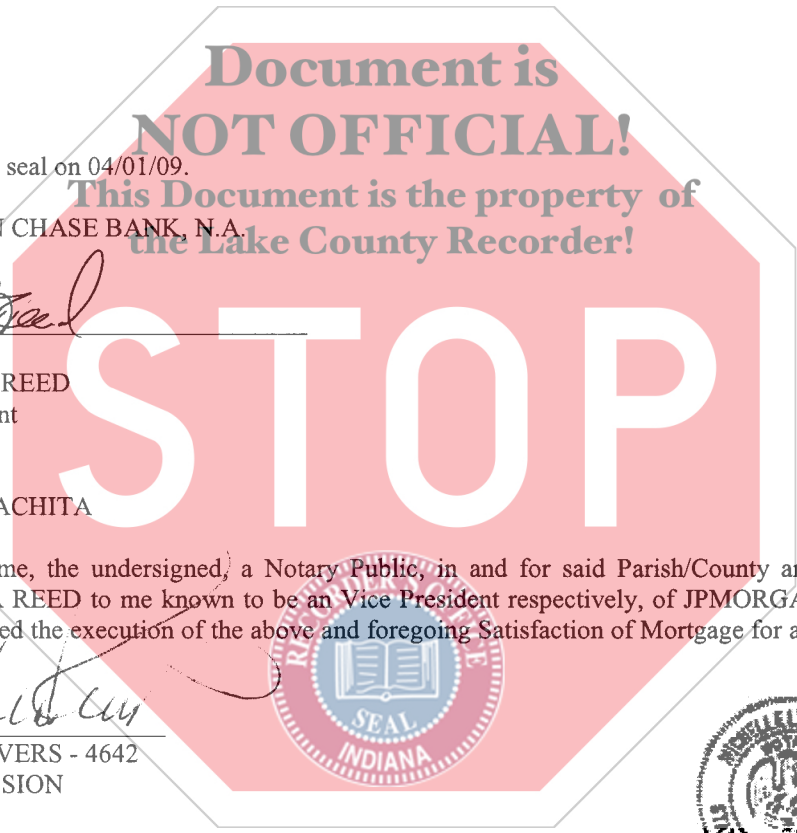 Document is
NOT OFFICIAL!
seal on 04/01/09.
This Document is the property of
CHASE BANK, N.A.
the Lake County Recorder!
REED
STOP
ACHITA
me, the undersigned, a Notary Public, in and for said Parish/County
REED to me known to be an Vice President respectively, of JPMORGA
ed the execution of the above and foregoing Satisfaction of Mortgage for a
RECORDER'S OFFICE
SEAL
INDIANA
VERS - 4642
SION